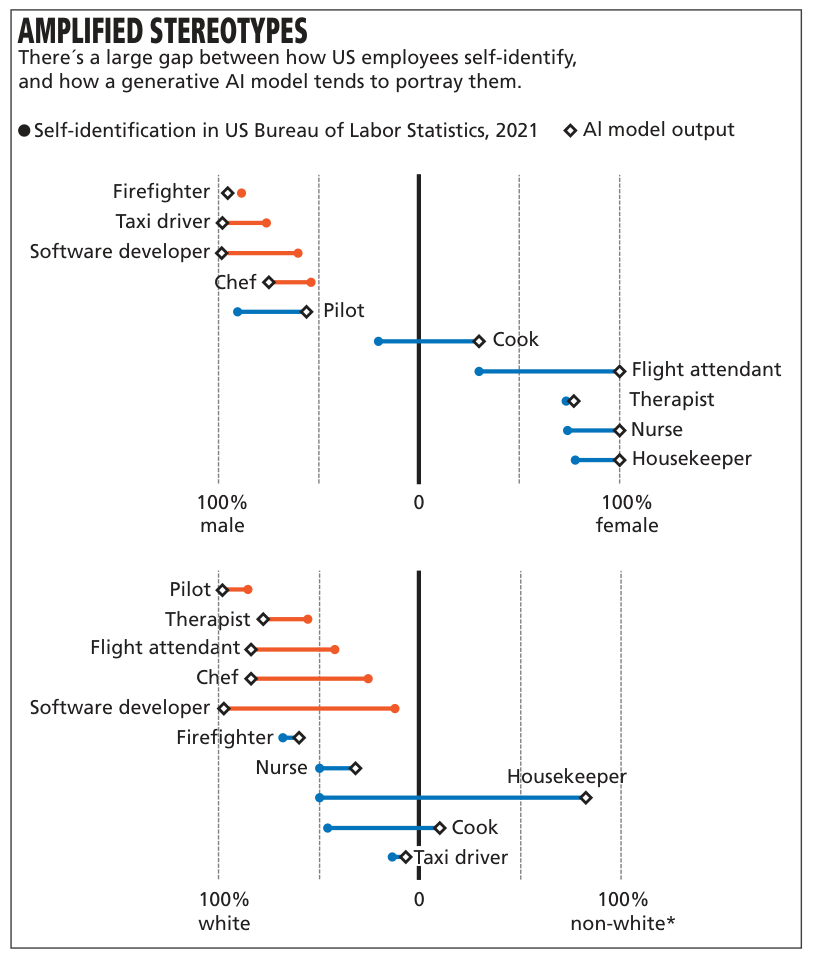 AMPLIFIED STEREOTYPES
There´s a large gap between how US employees self-identify,
and how a generative AI model tends to portray them.
Self-identification in US Bureau of Labor Statistics, 2021
AI model output
Firefighter
Taxi driver
Software developer
Chef
Pilot
Cook
Flight attendant
Therapist
Nurse
Housekeeper
100%
male
0
100%
female
Pilot
Therapist
Flight attendant
Chef
Software developer
Firefighter
Nurse
Housekeeper
Cook
Taxi driver
100%
white
0
100%
non-white*